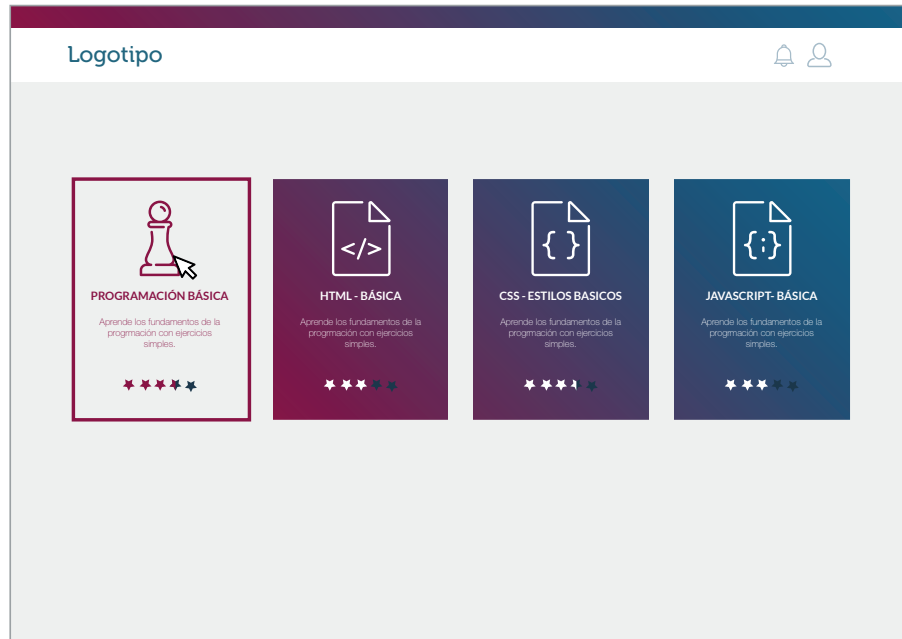 Logotipo
PROGRAMACIÓN BÁSICA
Aprende los fundamentos de la
progrmación con ejercicios
simples.
</>
HTML - BÁSICA
Aprende los fundamentos de la
progrmación con ejercicios
simples.
{ }
CSS - ESTILOS BASICOS
Aprende los fundamentos de la
progrmación con ejercicios
simples.
{;}
JAVASCRIPT- BÁSICA
Aprende los fundamentos de la
progrmación con ejercicios
simples.